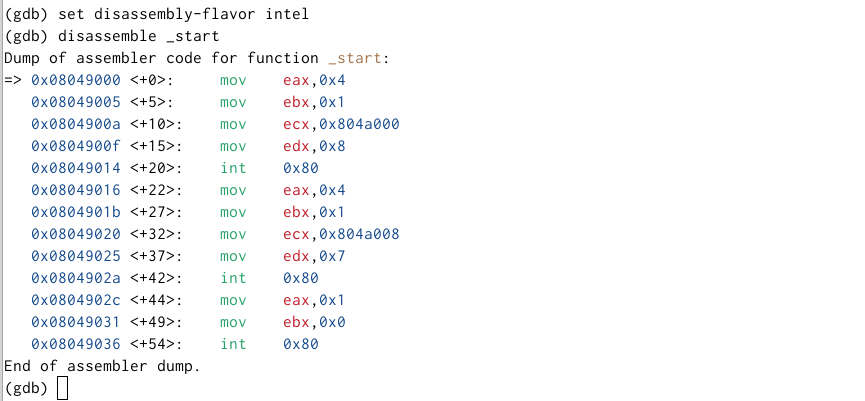 (gdb) set disassembly-flavor intel
(gdb) disassemble _start
Dump of assembler code for function _start:
=> 0x08049000 <+0>:     mov    eax,0x4
   0x08049005 <+5>:     mov    ebx,0x1
   0x0804900a <+10>:    mov    ecx,0x804a000
   0x0804900f <+15>:    mov    edx,0x8
   0x08049014 <+20>:    int    0x80
   0x08049016 <+22>:    mov    eax,0x4
   0x0804901b <+27>:    mov    ebx,0x1
   0x08049020 <+32>:    mov    ecx,0x804a008
   0x08049025 <+37>:    mov    edx,0x7
   0x0804902a <+42>:    int    0x80
   0x0804902c <+44>:    mov    eax,0x1
   0x08049031 <+49>:    mov    ebx,0x0
   0x08049036 <+54>:    int    0x80
End of assembler dump.
(gdb)